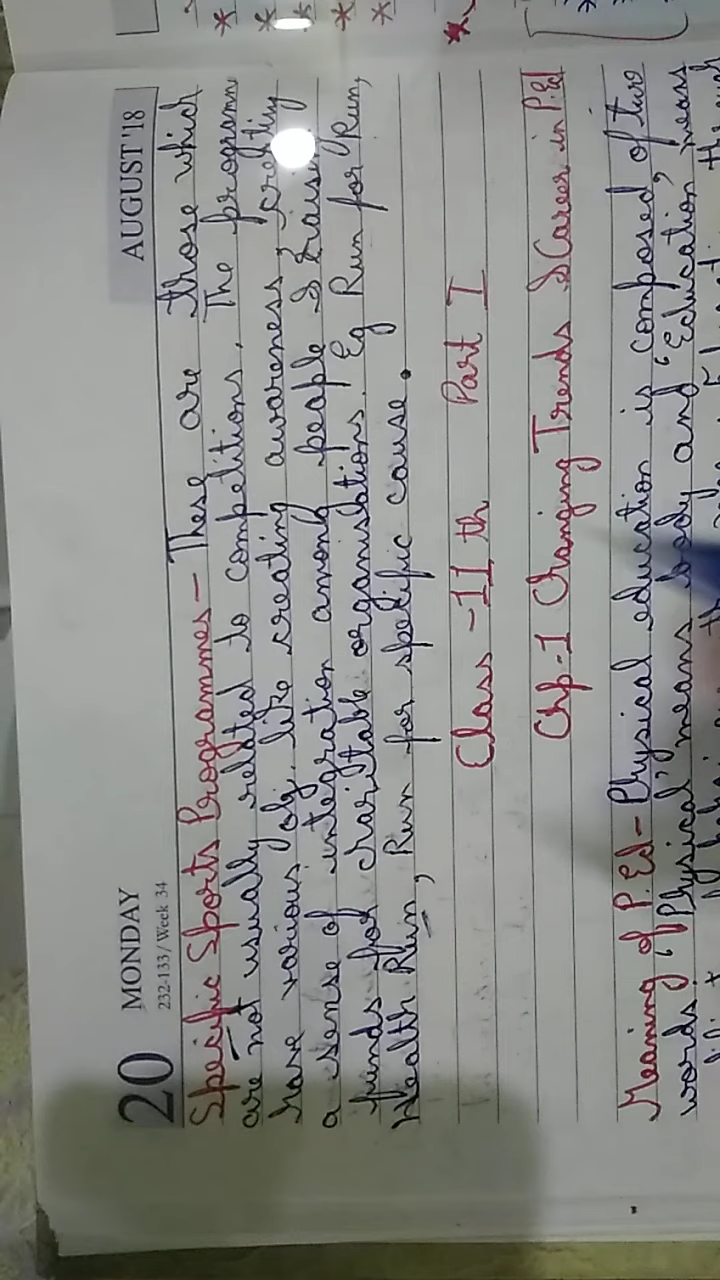 20 MONDAY AUGUST'18
232-133/Week 34
Specific Sports Programmes - These are those which
are not usually related to competitions. The programm
have various obj. like creating awareness, creating
a sense of integration among people & raising
funds for charitable organisations. Eg Run for Run,
Health Run, Run for specific cause.
Class -11 th Part I
Chp-1 Changing Trends & Career in P.Ed
Meaning of P.Ed - Physical education is composed of two
words, "Physical" means body and "Education" means